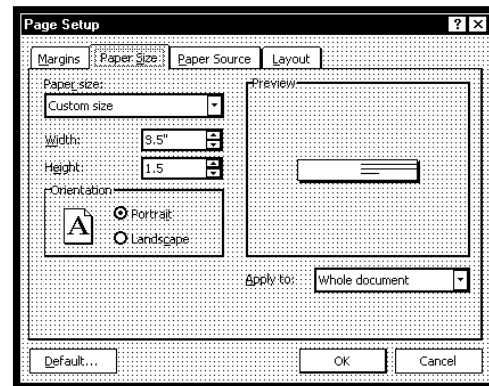 Page Setup
Margins Paper Size Paper Source Layout
Paper size:
Custom size
Preview
Width: 3.5"
Height: 1.5
Orientation
A
Portrait
Landscape
Apply to: Whole document
Default... OK Cancel